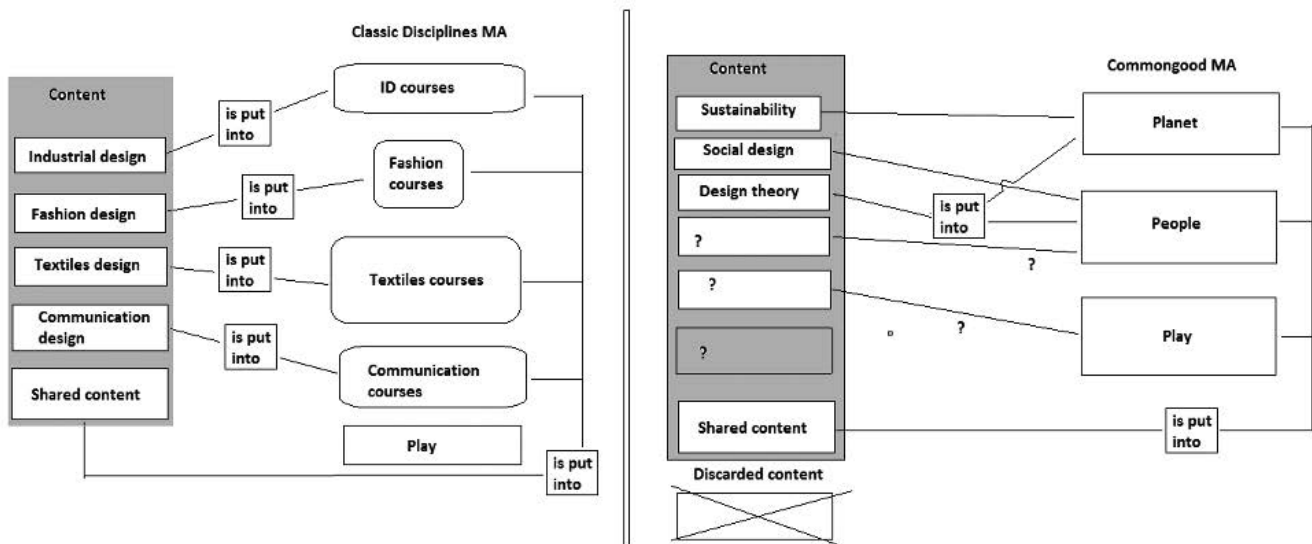 Classic Disciplines MA
Content
ID courses
is put
into
Industrial design
Fashion
courses
is put
into
Fashion design
Textiles design
is put
into
Textiles courses
Communication
design
is put
into
Communication
courses
Shared content
Play
is put
into
Content
Commongood MA
Sustainability
Planet
Social design
Design theory
is put
into
People
?
?
?
?
Play
?
Shared content
is put
into
Discarded content